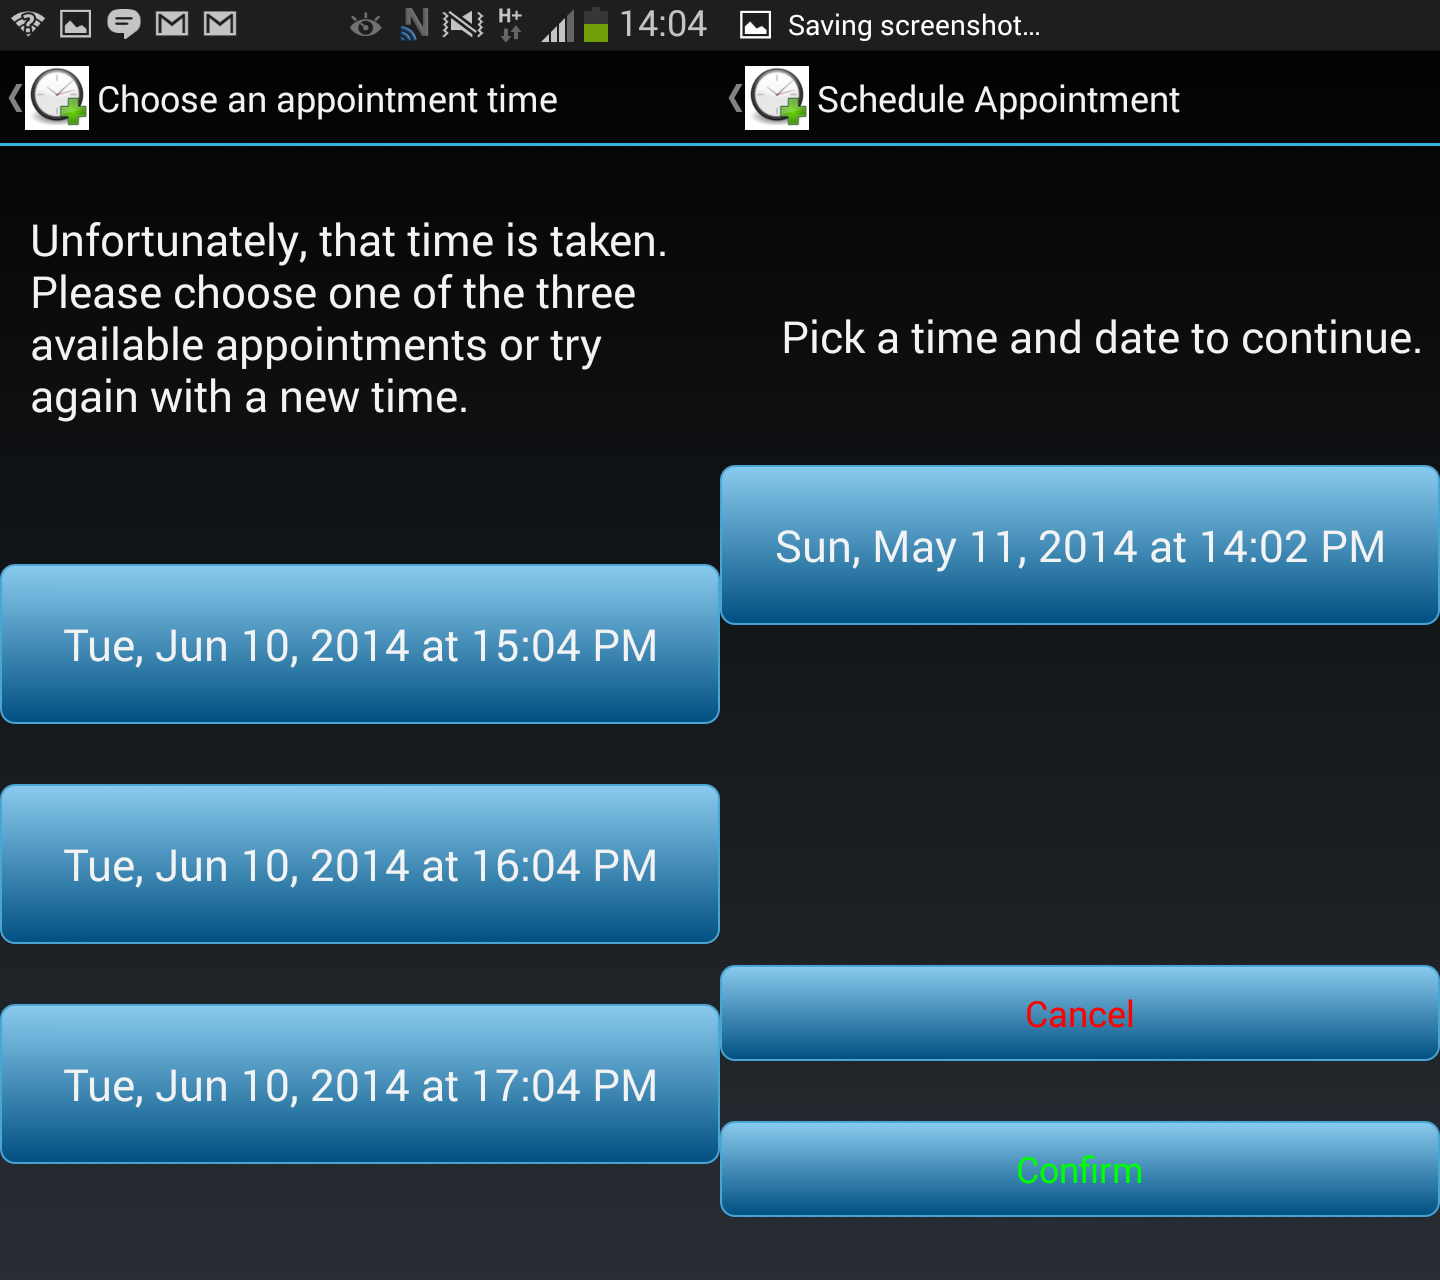 H+ 14:04
Choose an appointment time
Unfortunately, that time is taken.
Please choose one of the three
available appointments or try
again with a new time.
Tue, Jun 10, 2014 at 15:04 PM
Tue, Jun 10, 2014 at 16:04 PM
Tue, Jun 10, 2014 at 17:04 PM
Saving screenshot...
Schedule Appointment
Pick a time and date to continue.
Sun, May 11, 2014 at 14:02 PM
Cancel
Confirm